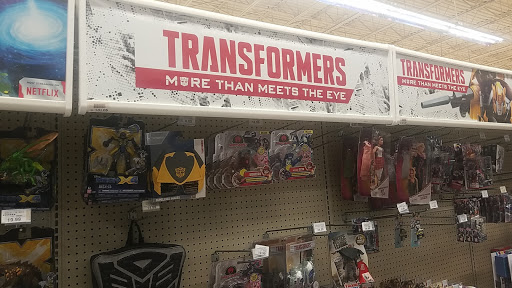 NETFLIX
TRANSFORMERS
MORE THAN MEETS THE EYE
TRANSFORMERS
MORE THAN MEETS THE EYE